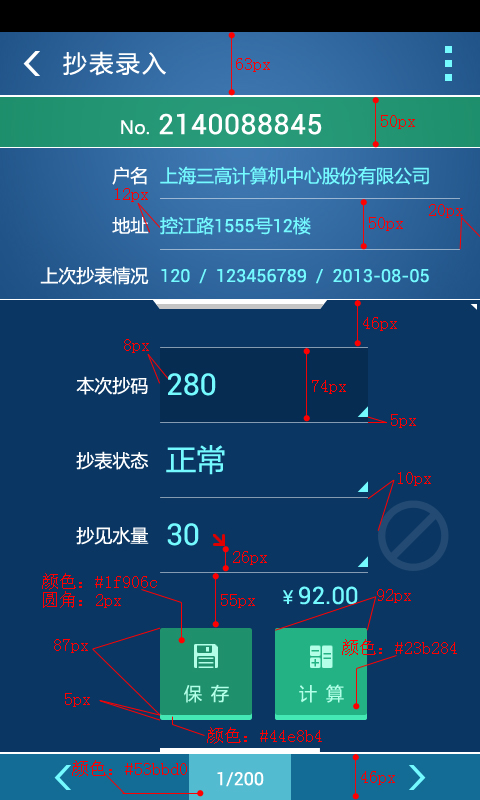 抄表录入
63px
No. 2140088845
50px
户名 上海三高计算机中心股份有限公司
12px
地址 控江路1555号12楼
50px
上次抄表情况 120 / 123456789 / 2013-08-05
46px
8px
本次抄码 280
74px
5px
抄表状态 正常
10px
抄见水量 30
26px
颜色：#1f906c
圆角：2px
55px
¥ 92.00
92px
87px
颜色：#23b284
保存
计算
5px
颜色：#44e8b4
1/200
46px